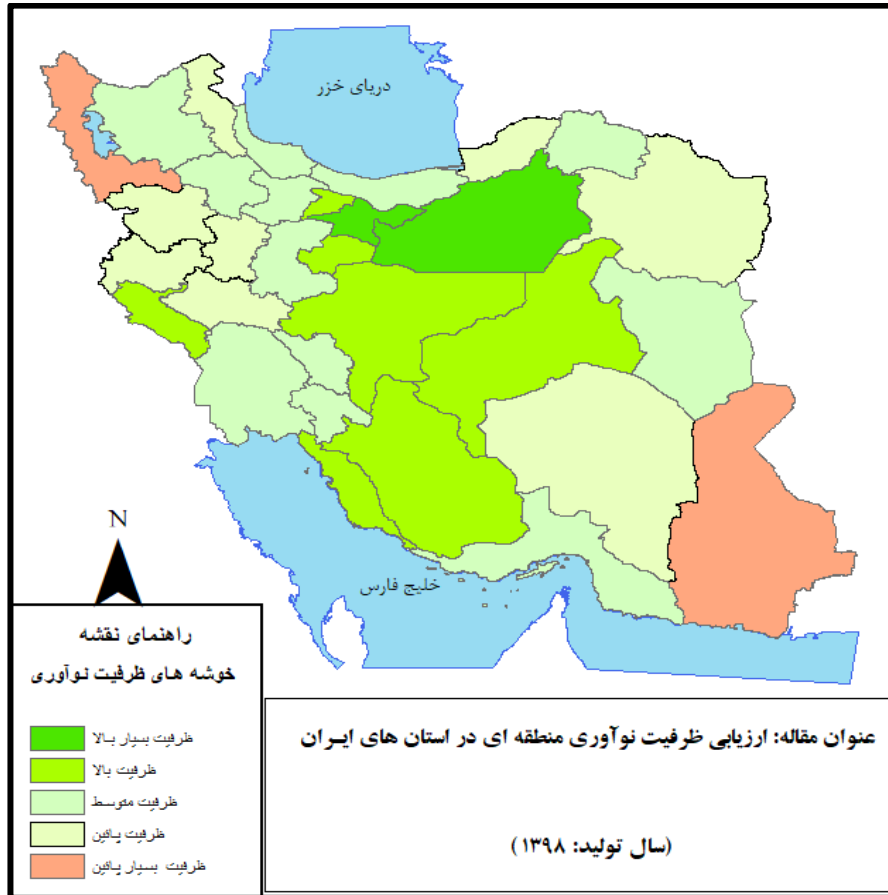 دریای خزر
N
خلیج فارس
راهنمای نقشه
خوشه های ظرفیت نوآوری
ظرفیت بسیار بالا
ظرفیت بالا
ظرفیت متوسط
ظرفیت پائین
ظرفیت بسیار پائین
عنوان مقاله: ارزیابی ظرفیت نوآوری منطقه ای در استان های ایران
(سال تولید: ۱۳۹۸)